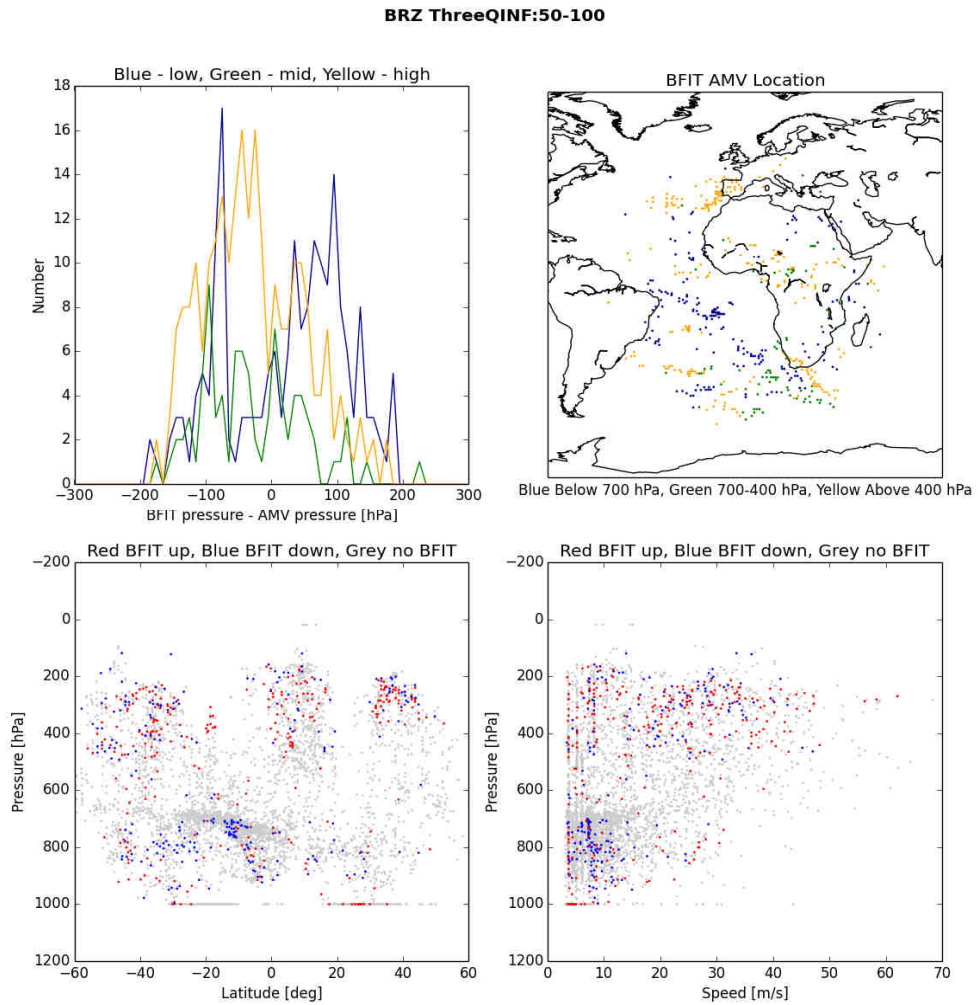 BRZ ThreeQINF:50-100
Blue - low, Green - mid, Yellow - high
18
16
14
12
10
8
6
4
2
0
Number
−300 −200 −100 0 100 200 300
BFIT pressure - AMV pressure [hPa]
BFIT AMV Location
Blue Below 700 hPa, Green 700-400 hPa, Yellow Above 400 hPa
Red BFIT up, Blue BFIT down, Grey no BFIT
−200
0
200
400
600
800
1000
1200
Pressure [hPa]
−60 −40 −20 0 20 40 60
Latitude [deg]
Red BFIT up, Blue BFIT down, Grey no BFIT
−200
0
200
400
600
800
1000
1200
Pressure [hPa]
0 10 20 30 40 50 60 70
Speed [m/s]